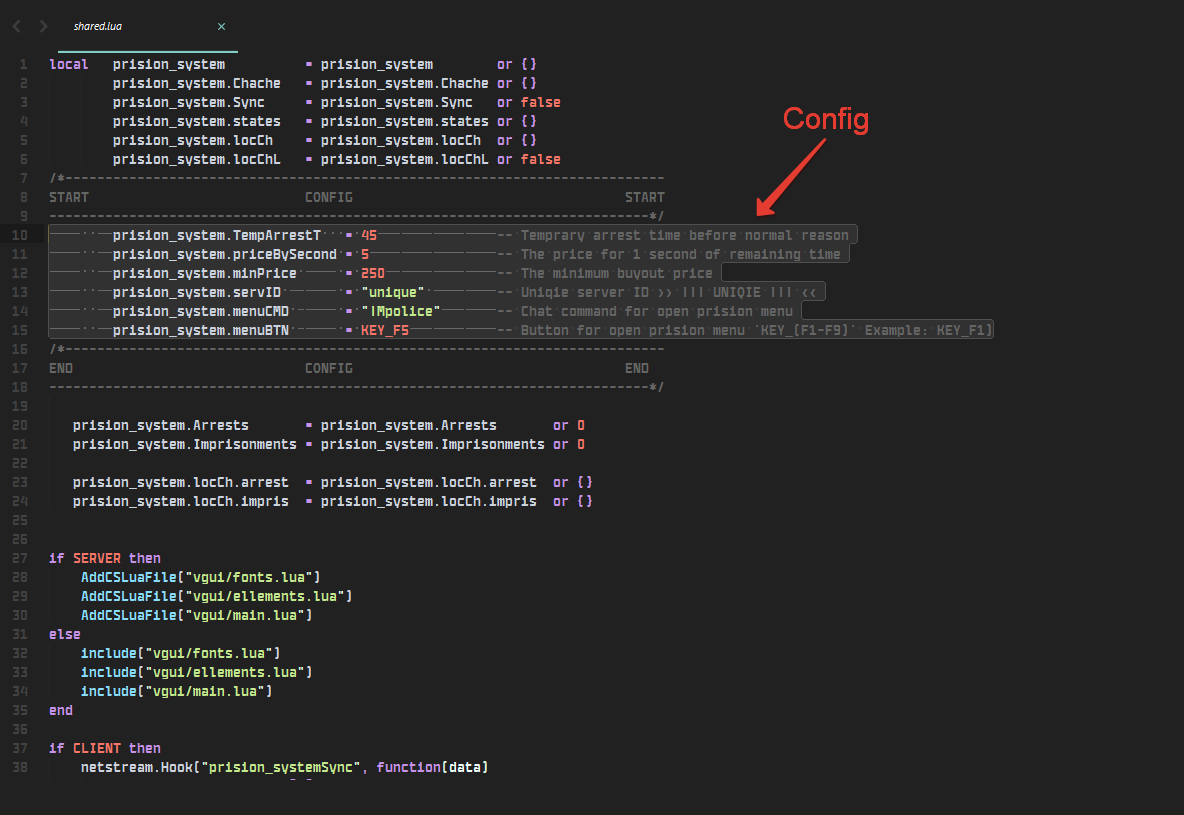 shared.lua ×
Config
1 local prision_system = prision_system or {}
2 prision_system.Chache = prision_system.Chache or {}
3 prision_system.Sync = prision_system.Sync or false
4 prision_system.states = prision_system.states or {}
5 prision_system.locCh = prision_system.locCh or {}
6 prision_system.locChL = prision_system.locChL or false
7 /*---------------------------------------------------------------------------
8 START CONFIG START
9 ---------------------------------------------------------------------------*/
10 prision_system.TempArrestT = 45 -- Temprary arrest time before normal reason
11 prision_system.priceBySecond = 5 -- The price for 1 second of remaining time
12 prision_system.minPrice = 250 -- The minimum buyout price
13 prision_system.servID = "unique" -- Uniqie server ID >> ||| UNIQIE ||| <<
14 prision_system.menuCMD = "!Mpolice" -- Chat command for open prision menu
15 prision_system.menuBTN = KEY_F5 -- Button for open prision menu `KEY_(F1-F9)` Example: KEY_F1)
16 /*---------------------------------------------------------------------------
17 END CONFIG END
18 ---------------------------------------------------------------------------*/
19
20 prision_system.Arrests = prision_system.Arrests or 0
21 prision_system.Imprisonments = prision_system.Imprisonments or 0
22
23 prision_system.locCh.arrest = prision_system.locCh.arrest or {}
24 prision_system.locCh.impris = prision_system.locCh.impris or {}
25
26
27 if SERVER then
28 AddCSLuaFile("vgui/fonts.lua")
29 AddCSLuaFile("vgui/ellements.lua")
30 AddCSLuaFile("vgui/main.lua")
31 else
32 include("vgui/fonts.lua")
33 include("vgui/ellements.lua")
34 include("vgui/main.lua")
35 end
36
37 if CLIENT then
38 netstream.Hook("prision_systemSync", function(data)